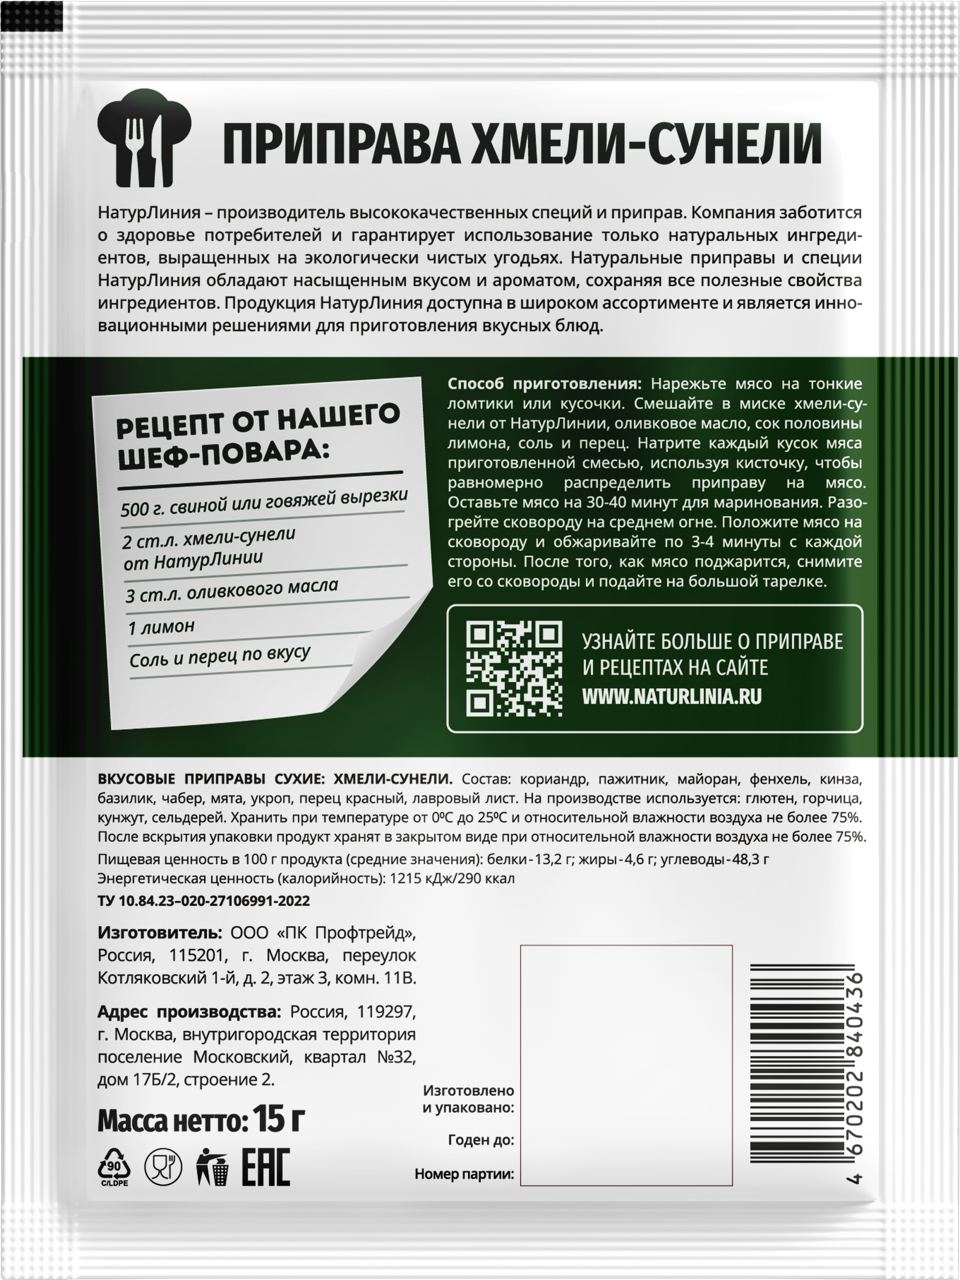 ПРИПРАВА ХМЕЛИ-СУНЕЛИ
НатурЛиния – производитель высококачественных специй и приправ. Компания заботится
о здоровье потребителей и гарантирует использование только натуральных ингреди-
ентов, выращенных на экологически чистых угодьях. Натуральные приправы и специи
НатурЛиния обладают насыщенным вкусом и ароматом, сохраняя все полезные свойства
ингредиентов. Продукция НатурЛиния доступна в широком ассортименте и является инно-
вационными решениями для приготовления вкусных блюд.
РЕЦЕПТ ОТ НАШЕГО
ШЕФ-ПОВАРА:
500 г. свиной или говяжей вырезки
2 ст.л. хмели-сунели
от НатурЛинии
3 ст.л. оливкового масла
1 лимон
Соль и перец по вкусу
Способ приготовления: Нарежьте мясо на тонкие
ломтики или кусочки. Смешайте в миске хмели-су-
нели от НатурЛинии, оливковое масло, сок половины
лимона, соль и перец. Натрите каждый кусок мяса
приготовленной смесью, используя кисточку, чтобы
равномерно распределить приправу на мясо.
Оставьте мясо на 30-40 минут для маринования. Разо-
грейте сковороду на среднем огне. Положите мясо на
сковороду и обжаривайте по 3-4 минуты с каждой
стороны. После того, как мясо поджарится, снимите
его со сковороды и подайте на большой тарелке.
УЗНАЙТЕ БОЛЬШЕ О ПРИПРАВЕ
И РЕЦЕПТАХ НА САЙТЕ
WWW.NATURLINIA.RU
ВКУСОВЫЕ ПРИПРАВЫ СУХИЕ: ХМЕЛИ-СУНЕЛИ. Состав: кориандр, пажитник, майоран, фенхель, кинза,
базилик, чабер, мята, укроп, перец красный, лавровый лист. На производстве используется: глютен, горчица,
кунжут, сельдерей. Хранить при температуре от 0⁰С до 25⁰С и относительной влажности воздуха не более 75%.
После вскрытия упаковки продукт хранят в закрытом виде при относительной влажности воздуха не более 75%.
Пищевая ценность в 100 г продукта (средние значения): белки-13,2 г; жиры-4,6 г; углеводы-48,3 г
Энергетическая ценность (калорийность): 1215 кДж/290 ккал
ТУ 10.84.23–020-27106991-2022
Изготовитель: ООО «ПК Профтрейд»,
Россия, 115201, г. Москва, переулок
Котляковский 1-й, д. 2, этаж 3, комн. 11В.
Адрес производства: Россия, 119297,
г. Москва, внутригородская территория
поселение Московский, квартал №32,
дом 17Б/2, строение 2.
Масса нетто: 15 г
90
C/LDPE
ЕАС
Изготовлено
и упаковано:
Годен до:
Номер партии:
4 670202 840436